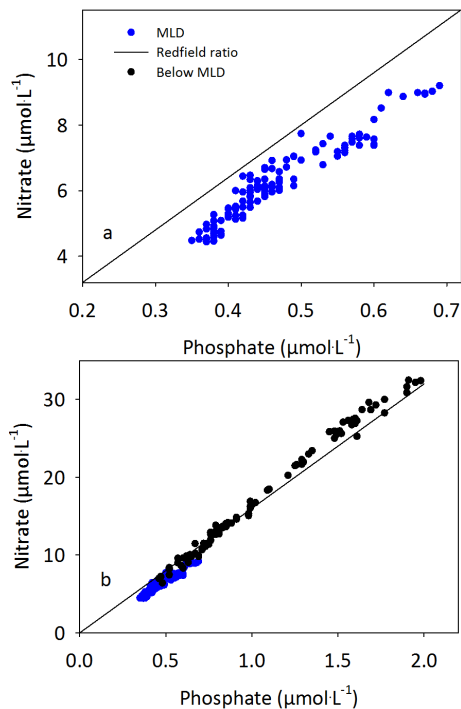 MLD
Redfield ratio
Below MLD
Nitrate (µmol·L⁻¹)
10
8
6
4
a
0.2 0.3 0.4 0.5 0.6 0.7
Phosphate (µmol·L⁻¹)
Nitrate (µmol·L⁻¹)
30
20
10
0
b
0.0 0.5 1.0 1.5 2.0
Phosphate (µmol·L⁻¹)